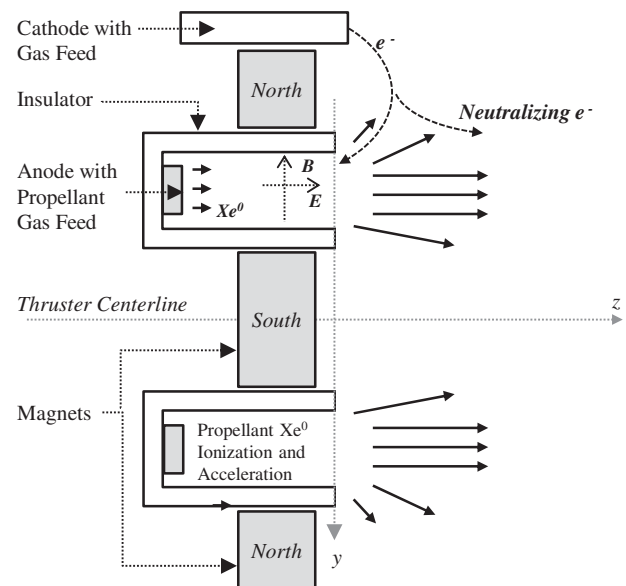 Cathode with
Gas Feed
e -
North
Insulator
Neutralizing e -
Anode with
Propellant
Gas Feed
B
E
Xe⁰
Thruster Centerline
z
South
Magnets
Propellant Xe⁰
Ionization and
Acceleration
North
y